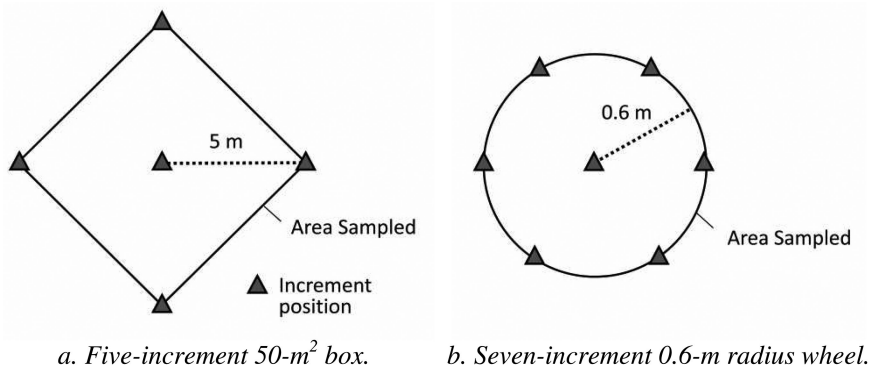 5 m
Area Sampled
Increment
position
a. Five-increment 50-m² box.
0.6 m
Area Sampled
b. Seven-increment 0.6-m radius wheel.